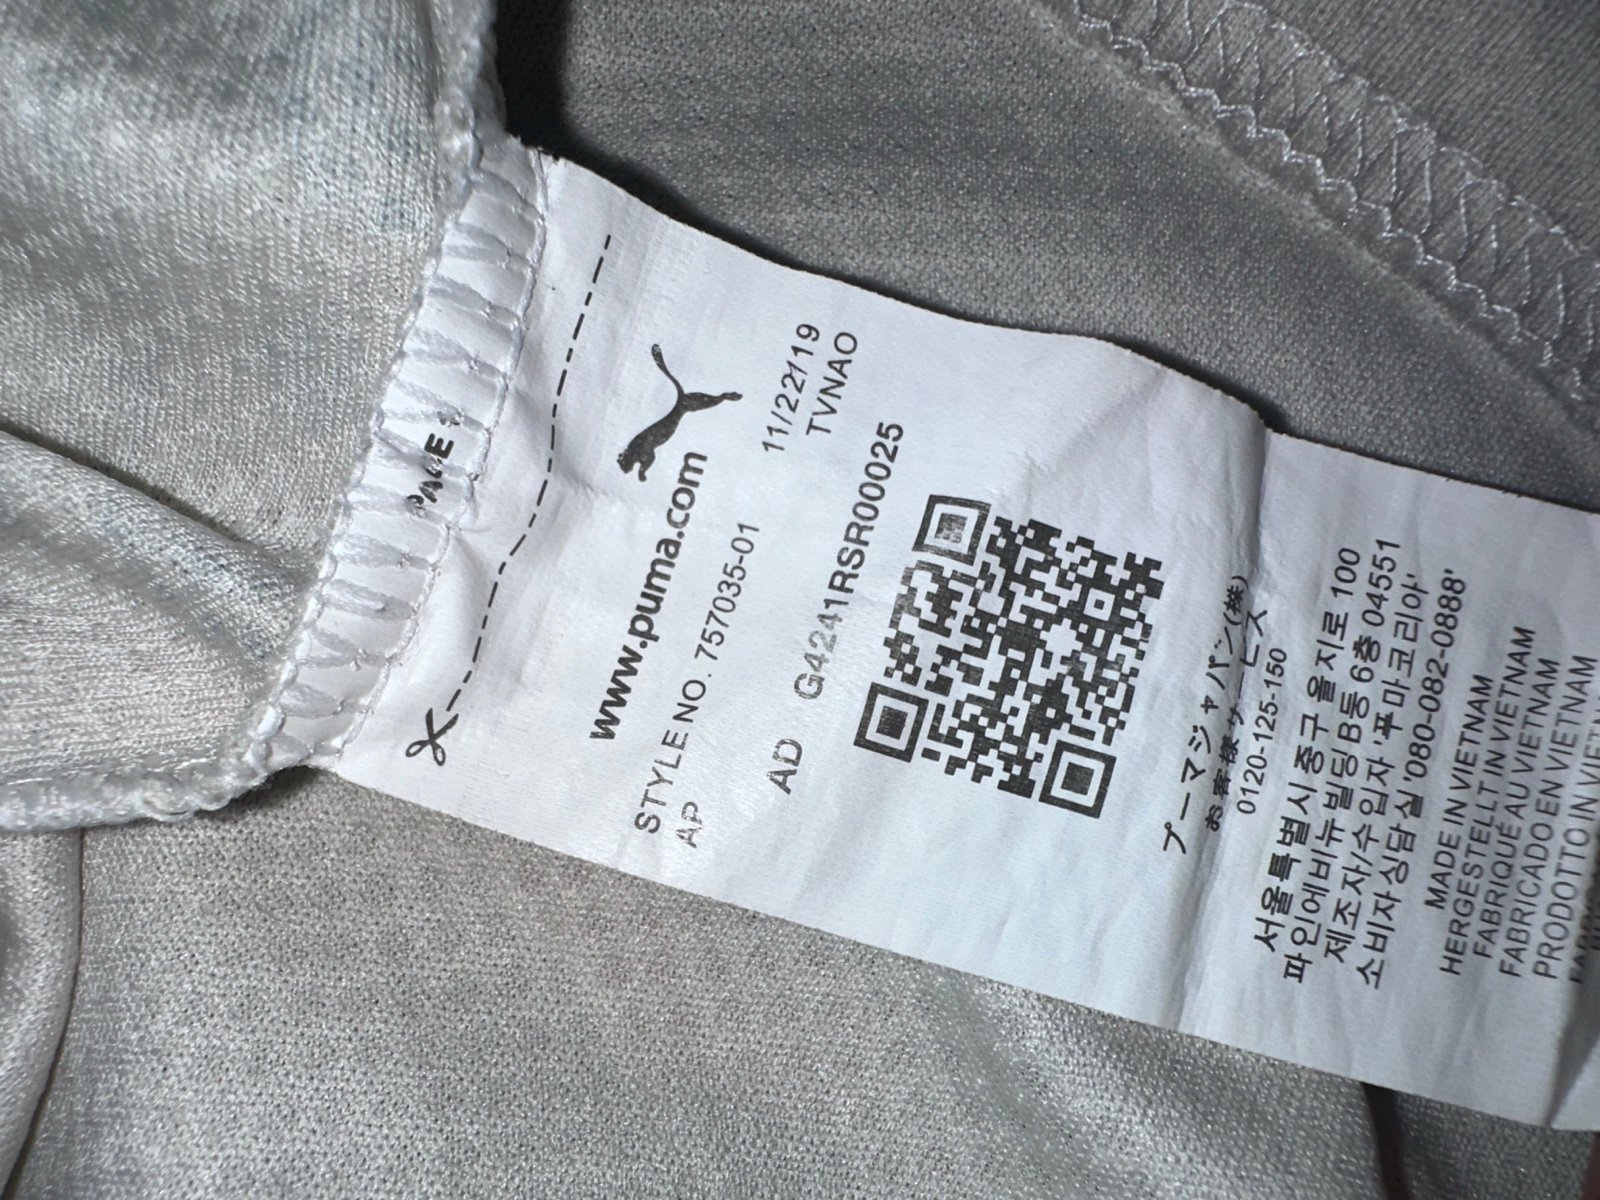 www.puma.com
STYLE NO. 757035-01 11/22119
AP TVNAO
AD G4241RSR00025
プーマジャパン(株)
お客様サービス
0120-125-150
서울특별시 중구 을지로 100
파인에비뉴빌딩 B동 6층 04551
제조자/수입자 '푸마코리아'
소비자상담실 '080-082-0888'
MADE IN VIETNAM
HERGESTELLT IN VIETNAM
FABRIQUÉ AU VIETNAM
FABRICADO EN VIETNAM
PRODOTTO IN VIETNAM